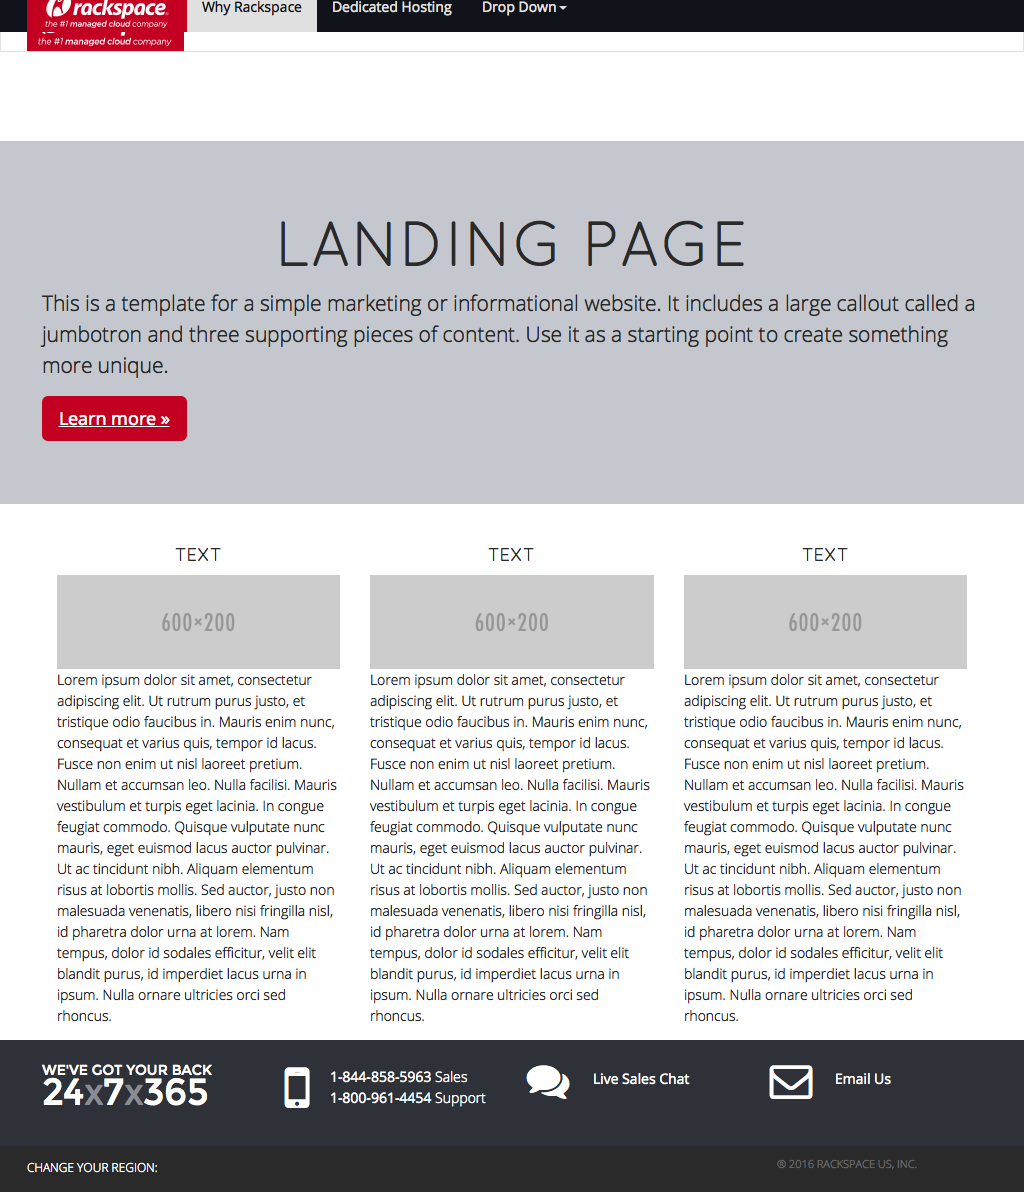 rackspace
the #1 managed cloud company
the #1 managed cloud company
Why Rackspace
Dedicated Hosting
Drop Down
LANDING PAGE
This is a template for a simple marketing or informational website. It includes a large callout called a
jumbotron and three supporting pieces of content. Use it as a starting point to create something
more unique.
Learn more »
TEXT
600×200
Lorem ipsum dolor sit amet, consectetur
adipiscing elit. Ut rutrum purus justo, et
tristique odio faucibus in. Mauris enim nunc,
consequat et varius quis, tempor id lacus.
Fusce non enim ut nisl laoreet pretium.
Nullam et accumsan leo. Nulla facilisi. Mauris
vestibulum et turpis eget lacinia. In congue
feugiat commodo. Quisque vulputate nunc
mauris, eget euismod lacus auctor pulvinar.
Ut ac tincidunt nibh. Aliquam elementum
risus at lobortis mollis. Sed auctor, justo non
malesuada venenatis, libero nisi fringilla nisl,
id pharetra dolor urna at lorem. Nam
tempus, dolor id sodales efficitur, velit elit
blandit purus, id imperdiet lacus urna in
ipsum. Nulla ornare ultricies orci sed
rhoncus.
TEXT
600×200
Lorem ipsum dolor sit amet, consectetur
adipiscing elit. Ut rutrum purus justo, et
tristique odio faucibus in. Mauris enim nunc,
consequat et varius quis, tempor id lacus.
Fusce non enim ut nisl laoreet pretium.
Nullam et accumsan leo. Nulla facilisi. Mauris
vestibulum et turpis eget lacinia. In congue
feugiat commodo. Quisque vulputate nunc
mauris, eget euismod lacus auctor pulvinar.
Ut ac tincidunt nibh. Aliquam elementum
risus at lobortis mollis. Sed auctor, justo non
malesuada venenatis, libero nisi fringilla nisl,
id pharetra dolor urna at lorem. Nam
tempus, dolor id sodales efficitur, velit elit
blandit purus, id imperdiet lacus urna in
ipsum. Nulla ornare ultricies orci sed
rhoncus.
TEXT
600×200
Lorem ipsum dolor sit amet, consectetur
adipiscing elit. Ut rutrum purus justo, et
tristique odio faucibus in. Mauris enim nunc,
consequat et varius quis, tempor id lacus.
Fusce non enim ut nisl laoreet pretium.
Nullam et accumsan leo. Nulla facilisi. Mauris
vestibulum et turpis eget lacinia. In congue
feugiat commodo. Quisque vulputate nunc
mauris, eget euismod lacus auctor pulvinar.
Ut ac tincidunt nibh. Aliquam elementum
risus at lobortis mollis. Sed auctor, justo non
malesuada venenatis, libero nisi fringilla nisl,
id pharetra dolor urna at lorem. Nam
tempus, dolor id sodales efficitur, velit elit
blandit purus, id imperdiet lacus urna in
ipsum. Nulla ornare ultricies orci sed
rhoncus.
WE'VE GOT YOUR BACK
24x7x365
1-844-858-5963 Sales
1-800-961-4454 Support
Live Sales Chat
Email Us
CHANGE YOUR REGION:
® 2016 RACKSPACE US, INC.